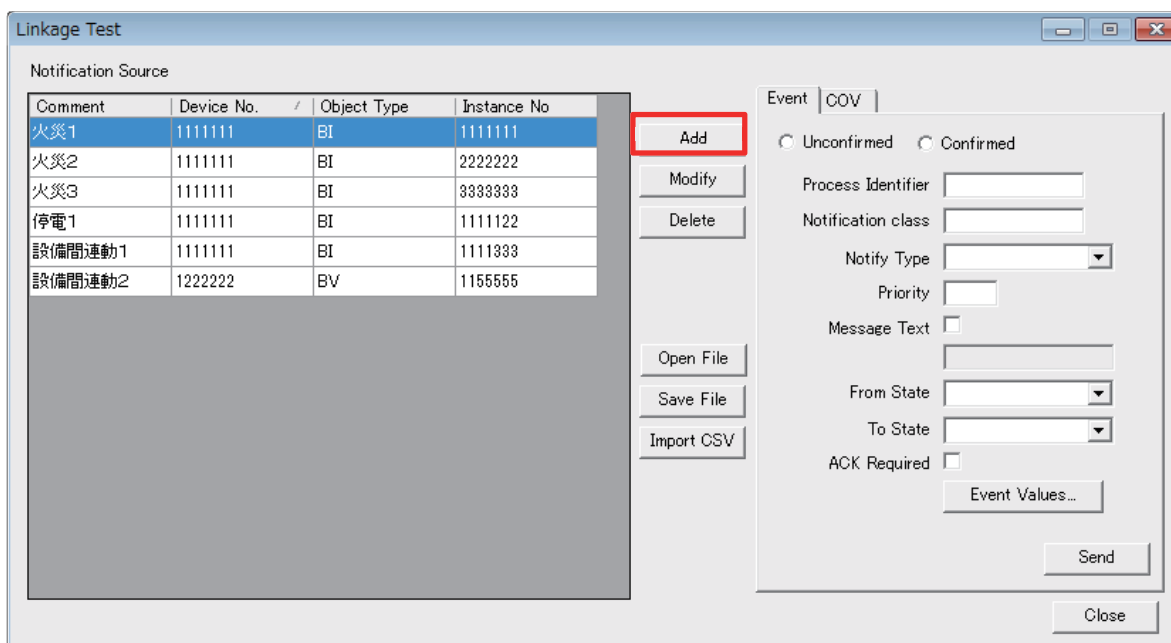 Linkage Test
Notification Source
Comment Device No. Object Type Instance No
火災1 1111111 BI 1111111
火災2 1111111 BI 2222222
火災3 1111111 BI 3333333
停電1 1111111 BI 1111122
設備間連動1 1111111 BI 1111333
設備間連動2 1222222 BV 1155555
Add
Modify
Delete
Open File
Save File
Import CSV
Event COV
Unconfirmed Confirmed
Process Identifier
Notification class
Notify Type
Priority
Message Text
From State
To State
ACK Required
Event Values...
Send
Close